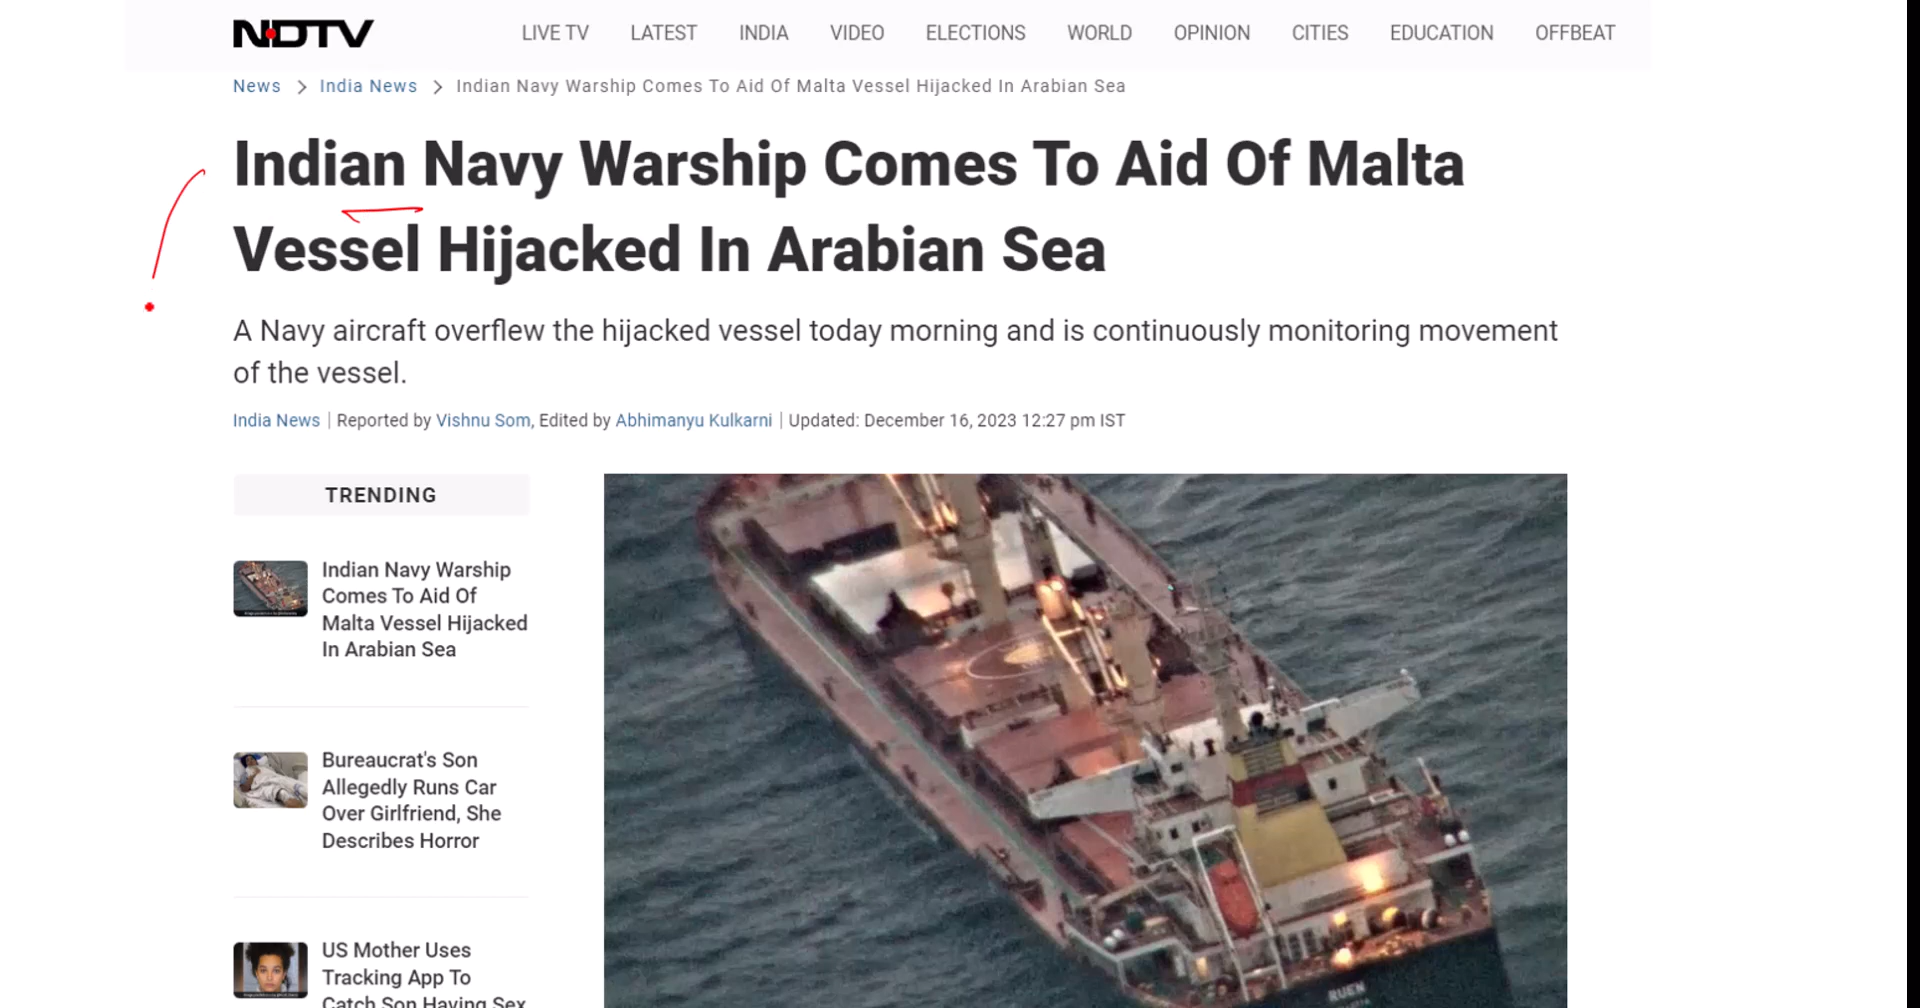 NDTV
LIVE TV LATEST INDIA VIDEO ELECTIONS WORLD OPINION CITIES EDUCATION OFFBEAT
News > India News > Indian Navy Warship Comes To Aid Of Malta Vessel Hijacked In Arabian Sea
Indian Navy Warship Comes To Aid Of Malta
Vessel Hijacked In Arabian Sea
A Navy aircraft overflew the hijacked vessel today morning and is continuously monitoring movement
of the vessel.
India News | Reported by Vishnu Som, Edited by Abhimanyu Kulkarni | Updated: December 16, 2023 12:27 pm IST
TRENDING
Indian Navy Warship
Comes To Aid Of
Malta Vessel Hijacked
In Arabian Sea
Bureaucrat's Son
Allegedly Runs Car
Over Girlfriend, She
Describes Horror
US Mother Uses
Tracking App To
Catch Son Having Sex
RUEN